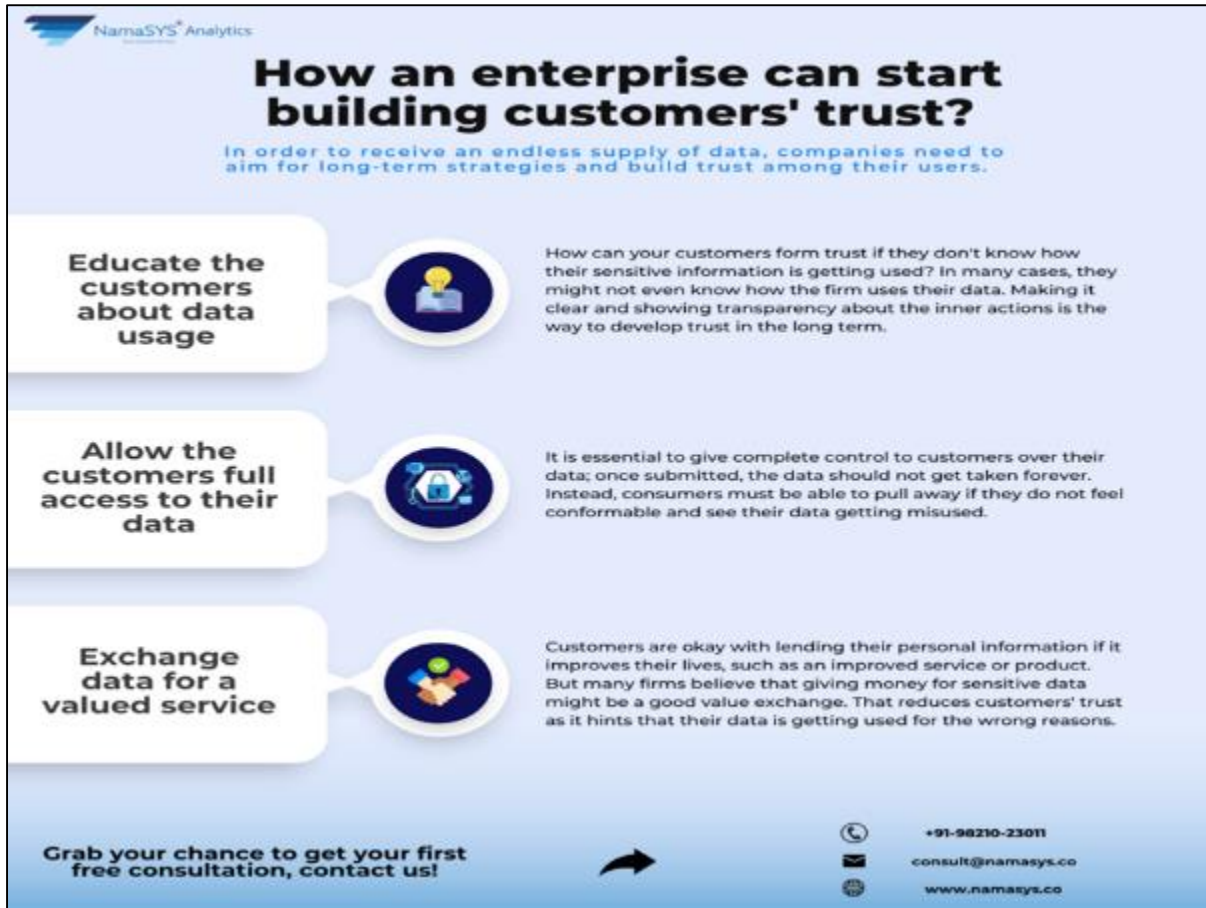 NamaSYS® Analytics
How an enterprise can start
building customers' trust?
In order to receive an endless supply of data, companies need to
aim for long-term strategies and build trust among their users.
Educate the
customers
about data
usage
How can your customers form trust if they don't know how
their sensitive information is getting used? In many cases, they
might not even know how the firm uses their data. Making it
clear and showing transparency about the inner actions is the
way to develop trust in the long term.
Allow the
customers full
access to their
data
It is essential to give complete control to customers over their
data; once submitted, the data should not get taken forever.
Instead, consumers must be able to pull away if they do not feel
conformable and see their data getting misused.
Exchange
data for a
valued service
Customers are okay with lending their personal information if it
improves their lives, such as an improved service or product.
But many firms believe that giving money for sensitive data
might be a good value exchange. That reduces customers' trust
as it hints that their data is getting used for the wrong reasons.
Grab your chance to get your first
free consultation, contact us!
+91-98210-23011
consult@namasys.co
www.namasys.co